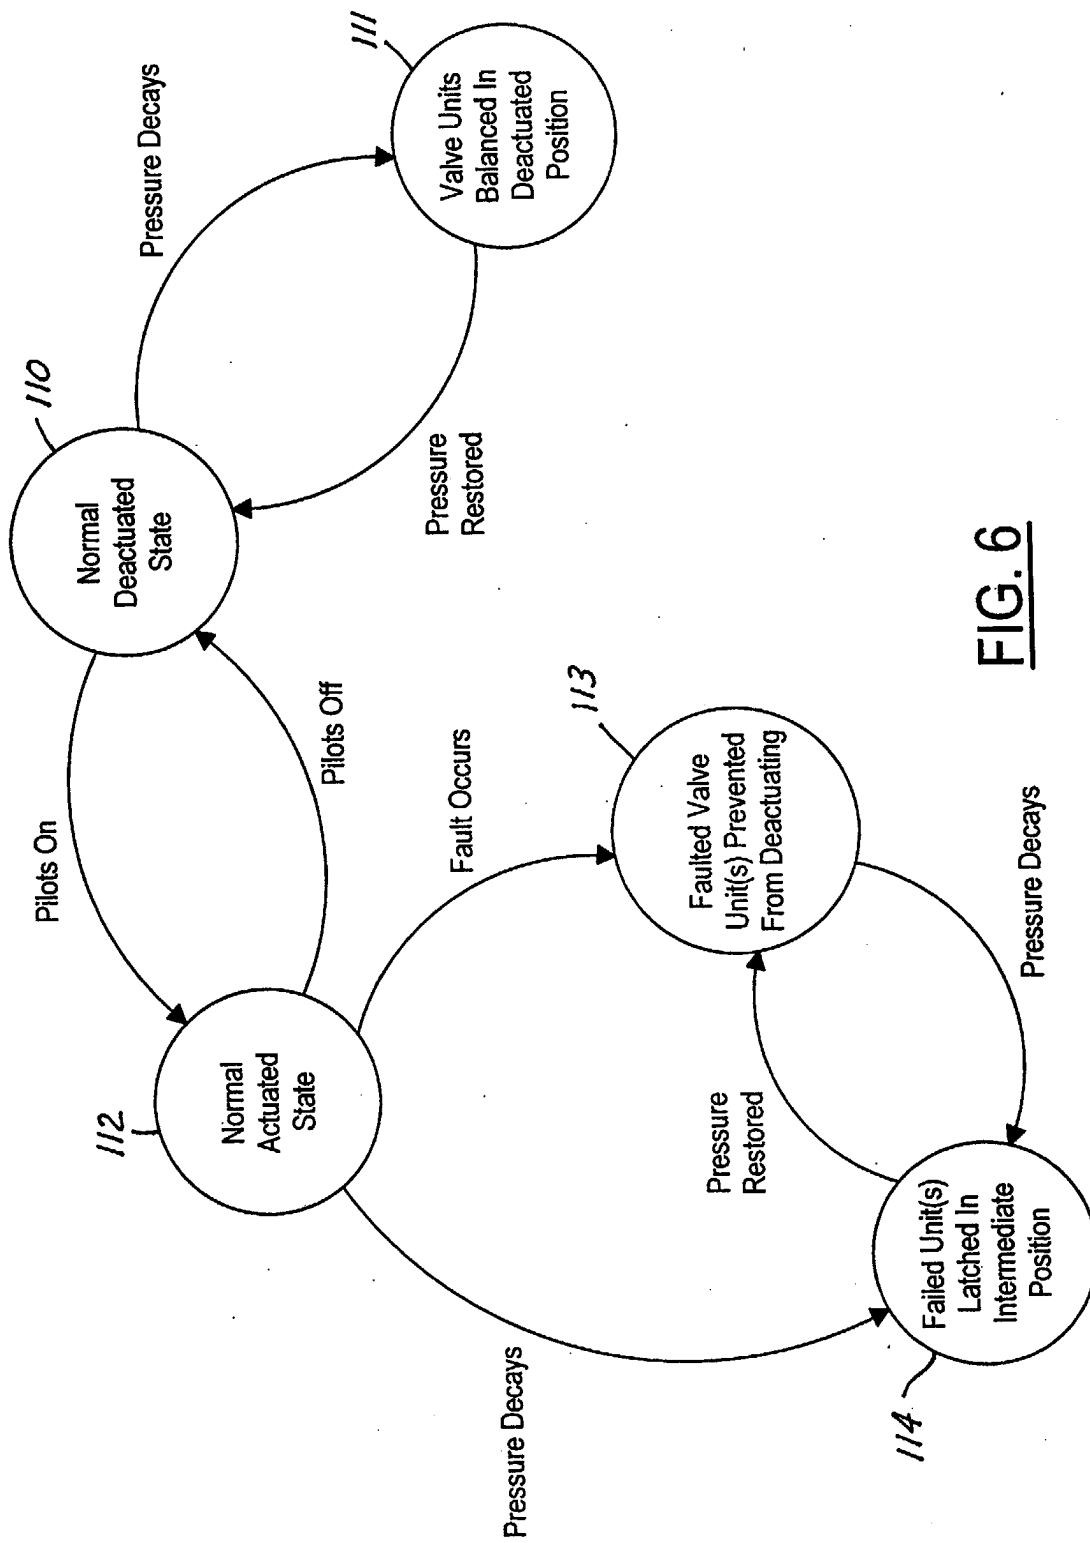 112
Normal
Actuated
State
Pilots On
Pilots Off
110
Normal
Deactuated
State
Pressure Decays
Pressure
Restored
111
Valve Units
Balanced In
Deactuated
Position
Fault Occurs
113
Faulted Valve
Unit(s) Prevented
From Deactuating
Pressure Decays
Pressure
Restored
Pressure Decays
114
Failed Unit(s)
Latched In
Intermediate
Position
FIG. 6